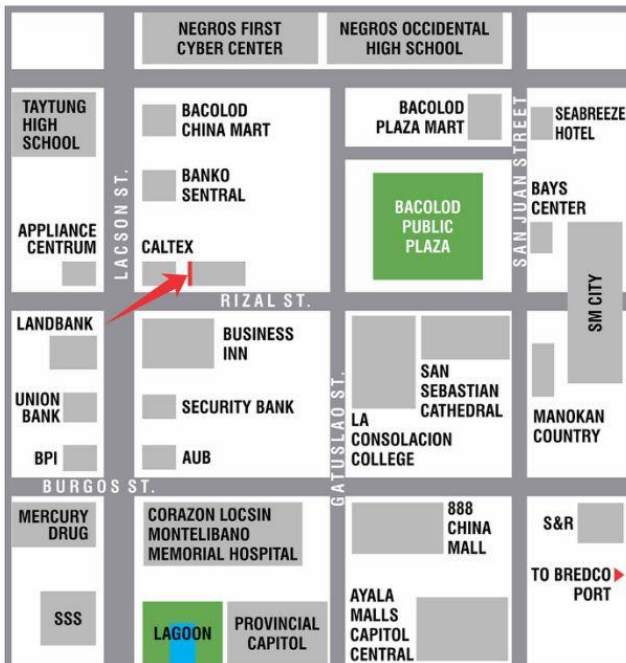 NEGROS FIRST
CYBER CENTER
NEGROS OCCIDENTAL
HIGH SCHOOL
TAYTUNG
HIGH
SCHOOL
BACOLOD
CHINA MART
BACOLOD
PLAZA MART
SEABREEZE
HOTEL
SAN JUAN STREET
BANKO
SENTRAL
BACOLOD
PUBLIC
PLAZA
BAYS
CENTER
LACSON ST.
APPLIANCE
CENTRUM
CALTEX
SM CITY
RIZAL ST.
LANDBANK
BUSINESS
INN
SAN
SEBASTIAN
CATHEDRAL
UNION
BANK
SECURITY BANK
GATUSLAO ST.
LA
CONSOLACION
COLLEGE
MANOKAN
COUNTRY
BPI
AUB
BURGOS ST.
MERCURY
DRUG
CORAZON LOCSIN
MONTELIBANO
MEMORIAL HOSPITAL
888
CHINA
MALL
S&R
TO BREDCO
PORT
SSS
LAGOON
PROVINCIAL
CAPITOL
AYALA
MALLS
CAPITOL
CENTRAL